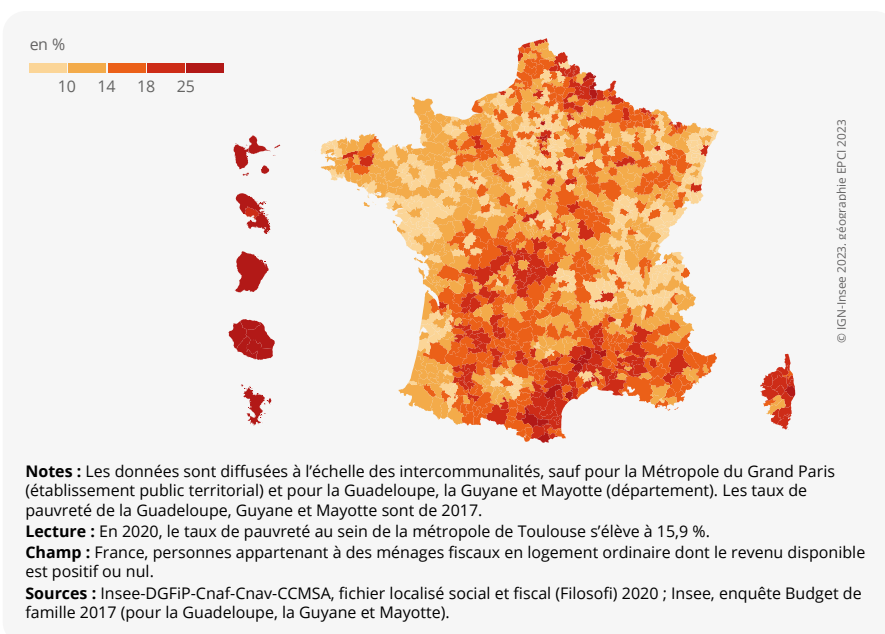 en %
10 14 18 25
© IGN-Insee 2023, géographie EPCI 2023
Notes : Les données sont diffusées à l’échelle des intercommunalités, sauf pour la Métropole du Grand Paris
(établissement public territorial) et pour la Guadeloupe, la Guyane et Mayotte (département). Les taux de
pauvreté de la Guadeloupe, Guyane et Mayotte sont de 2017.
Lecture : En 2020, le taux de pauvreté au sein de la métropole de Toulouse s’élève à 15,9 %.
Champ : France, personnes appartenant à des ménages fiscaux en logement ordinaire dont le revenu disponible
est positif ou nul.
Sources : Insee-DGFiP-Cnaf-Cnav-CCMSA, fichier localisé social et fiscal (Filosofi) 2020 ; Insee, enquête Budget de
famille 2017 (pour la Guadeloupe, la Guyane et Mayotte).